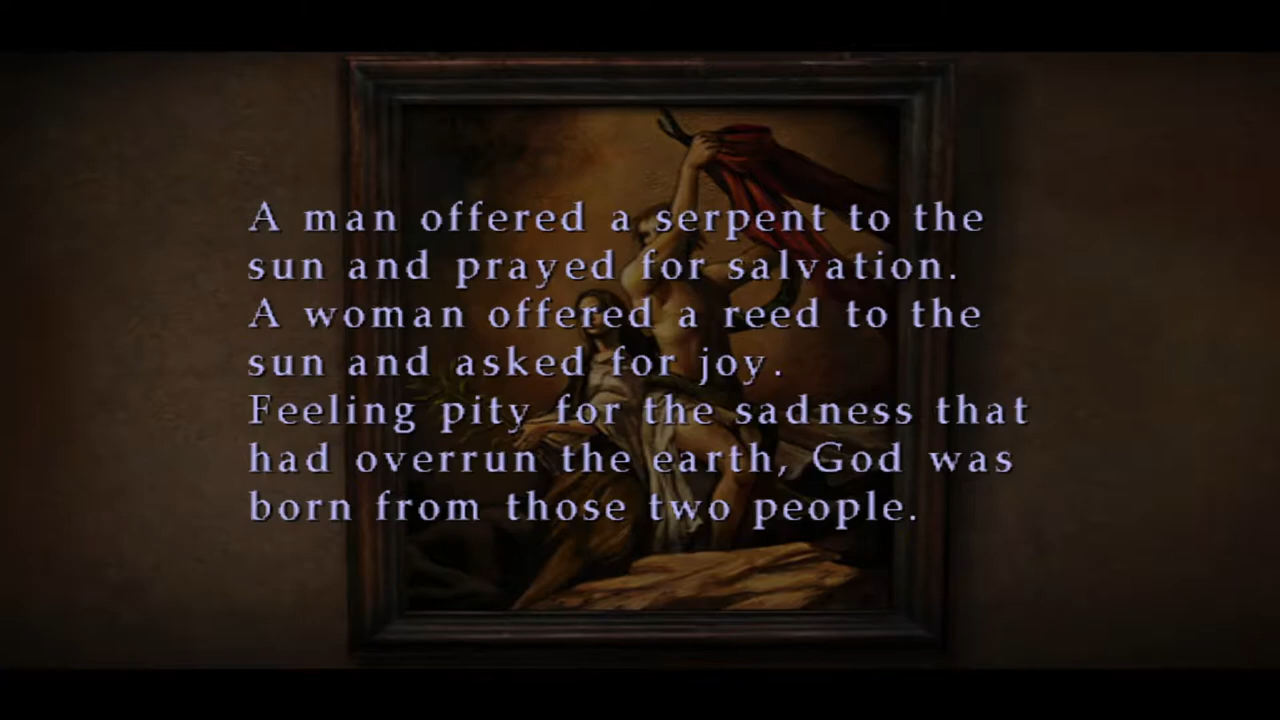 A man offered a serpent to the
sun and prayed for salvation.
A woman offered a reed to the
sun and asked for joy.
Feeling pity for the sadness that
had overrun the earth, God was
born from those two people.